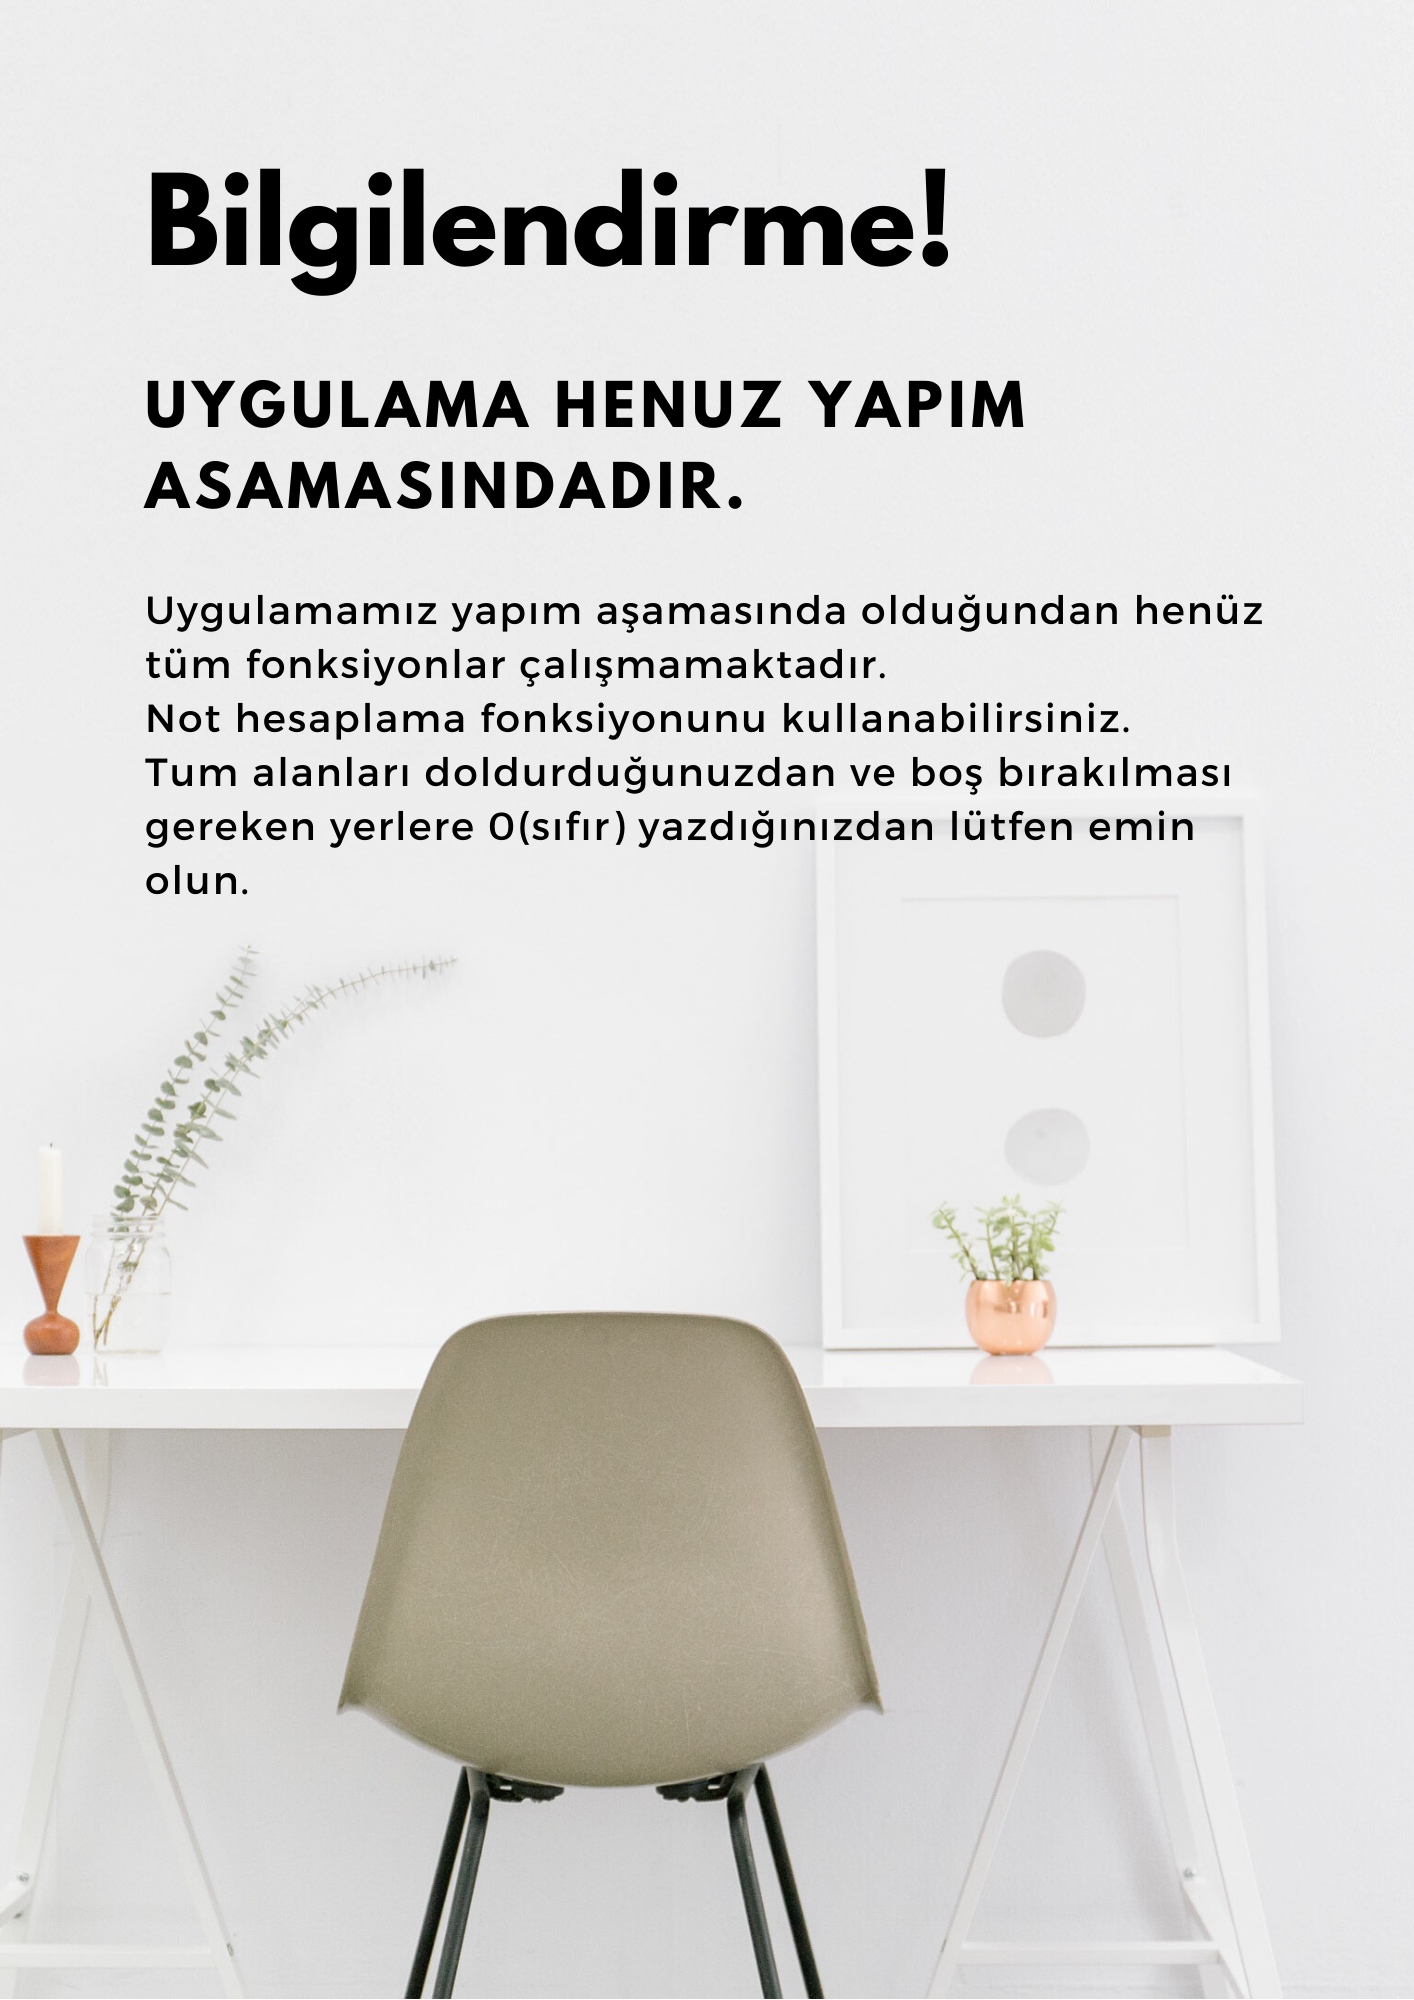 Bilgilendirme!
UYGULAMA HENUZ YAPIM
ASAMASINDADIR.
Uygulamamız yapım aşamasında olduğundan henüz
tüm fonksiyonlar çalışmamaktadır.
Not hesaplama fonksiyonunu kullanabilirsiniz.
Tum alanları doldurduğunuzdan ve boş bırakılması
gereken yerlere 0(sıfır) yazdığınızdan lütfen emin
olun.